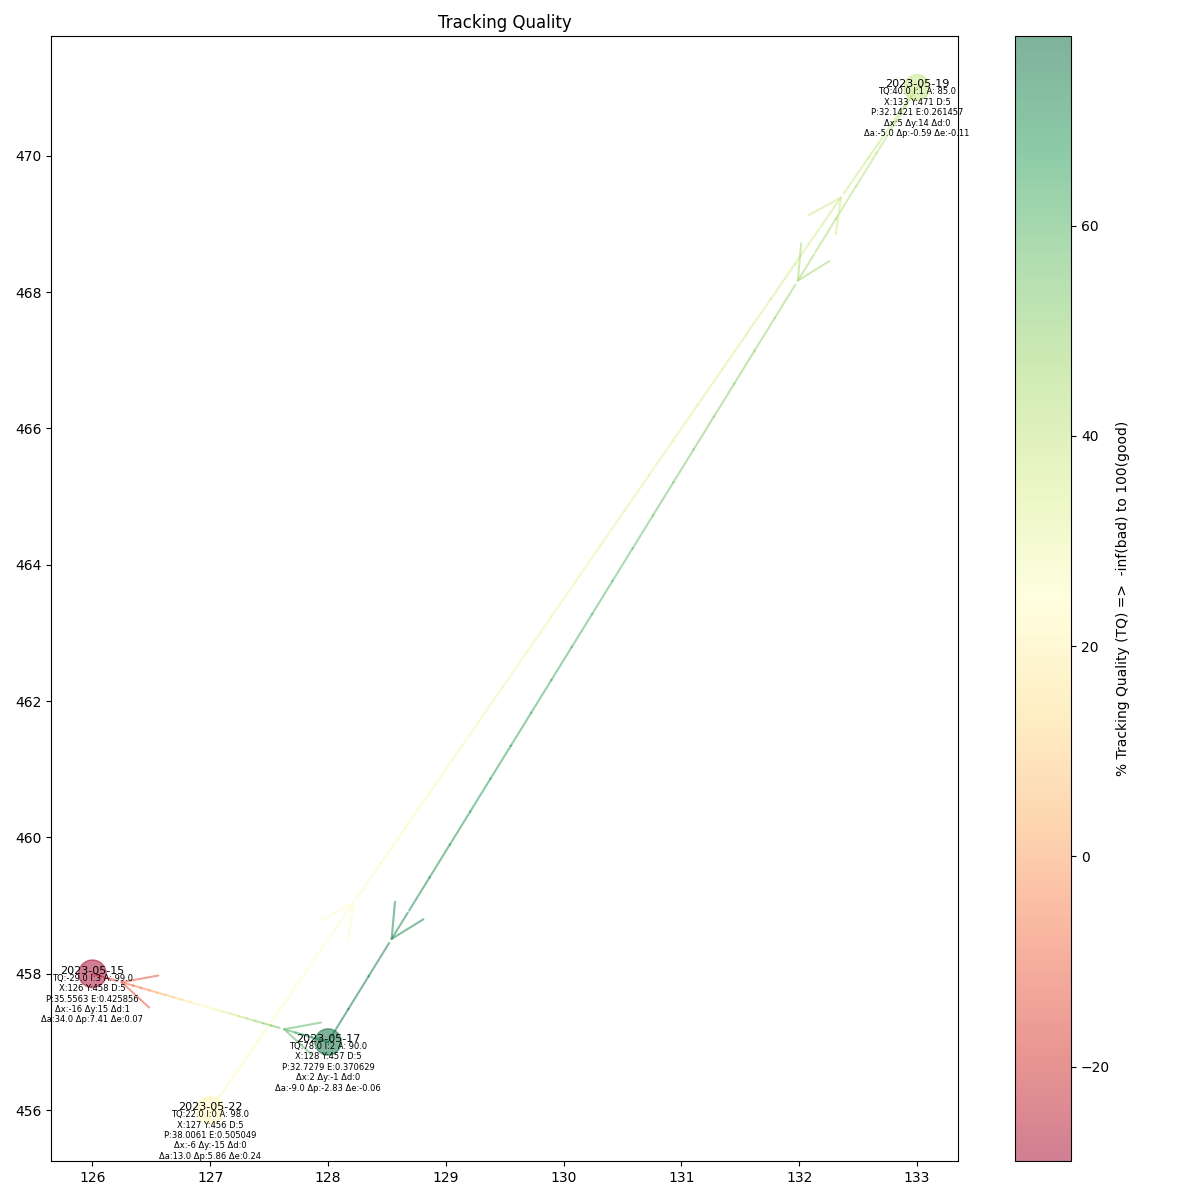 Tracking Quality
2023-05-19
TQ:40.0 I:1 A: 85.0
X:133 Y:471 D:5
P:32.1421 E:0.261457
Δx:5 Δy:14 Δd:0
Δa:-5.0 Δp:-0.59 Δe:-0.11
2023-05-15
TQ:-29.0 I:3 A: 99.0
X:126 Y:458 D:5
P:35.5563 E:0.425856
Δx:-16 Δy:15 Δd:1
Δa:34.0 Δp:7.41 Δe:0.07
2023-05-17
TQ:78.0 I:2 A: 90.0
X:128 Y:457 D:5
P:32.7279 E:0.370629
Δx:2 Δy:-1 Δd:0
Δa:-9.0 Δp:-2.83 Δe:-0.06
2023-05-22
TQ:22.0 I:0 A: 98.0
X:127 Y:456 D:5
P:38.0061 E:0.505049
Δx:-6 Δy:-15 Δd:0
Δa:13.0 Δp:5.86 Δe:0.24
470
468
466
464
462
460
458
456
126
127
128
129
130
131
132
133
60
40
20
0
−20
% Tracking Quality (TQ) => -inf(bad) to 100(good)